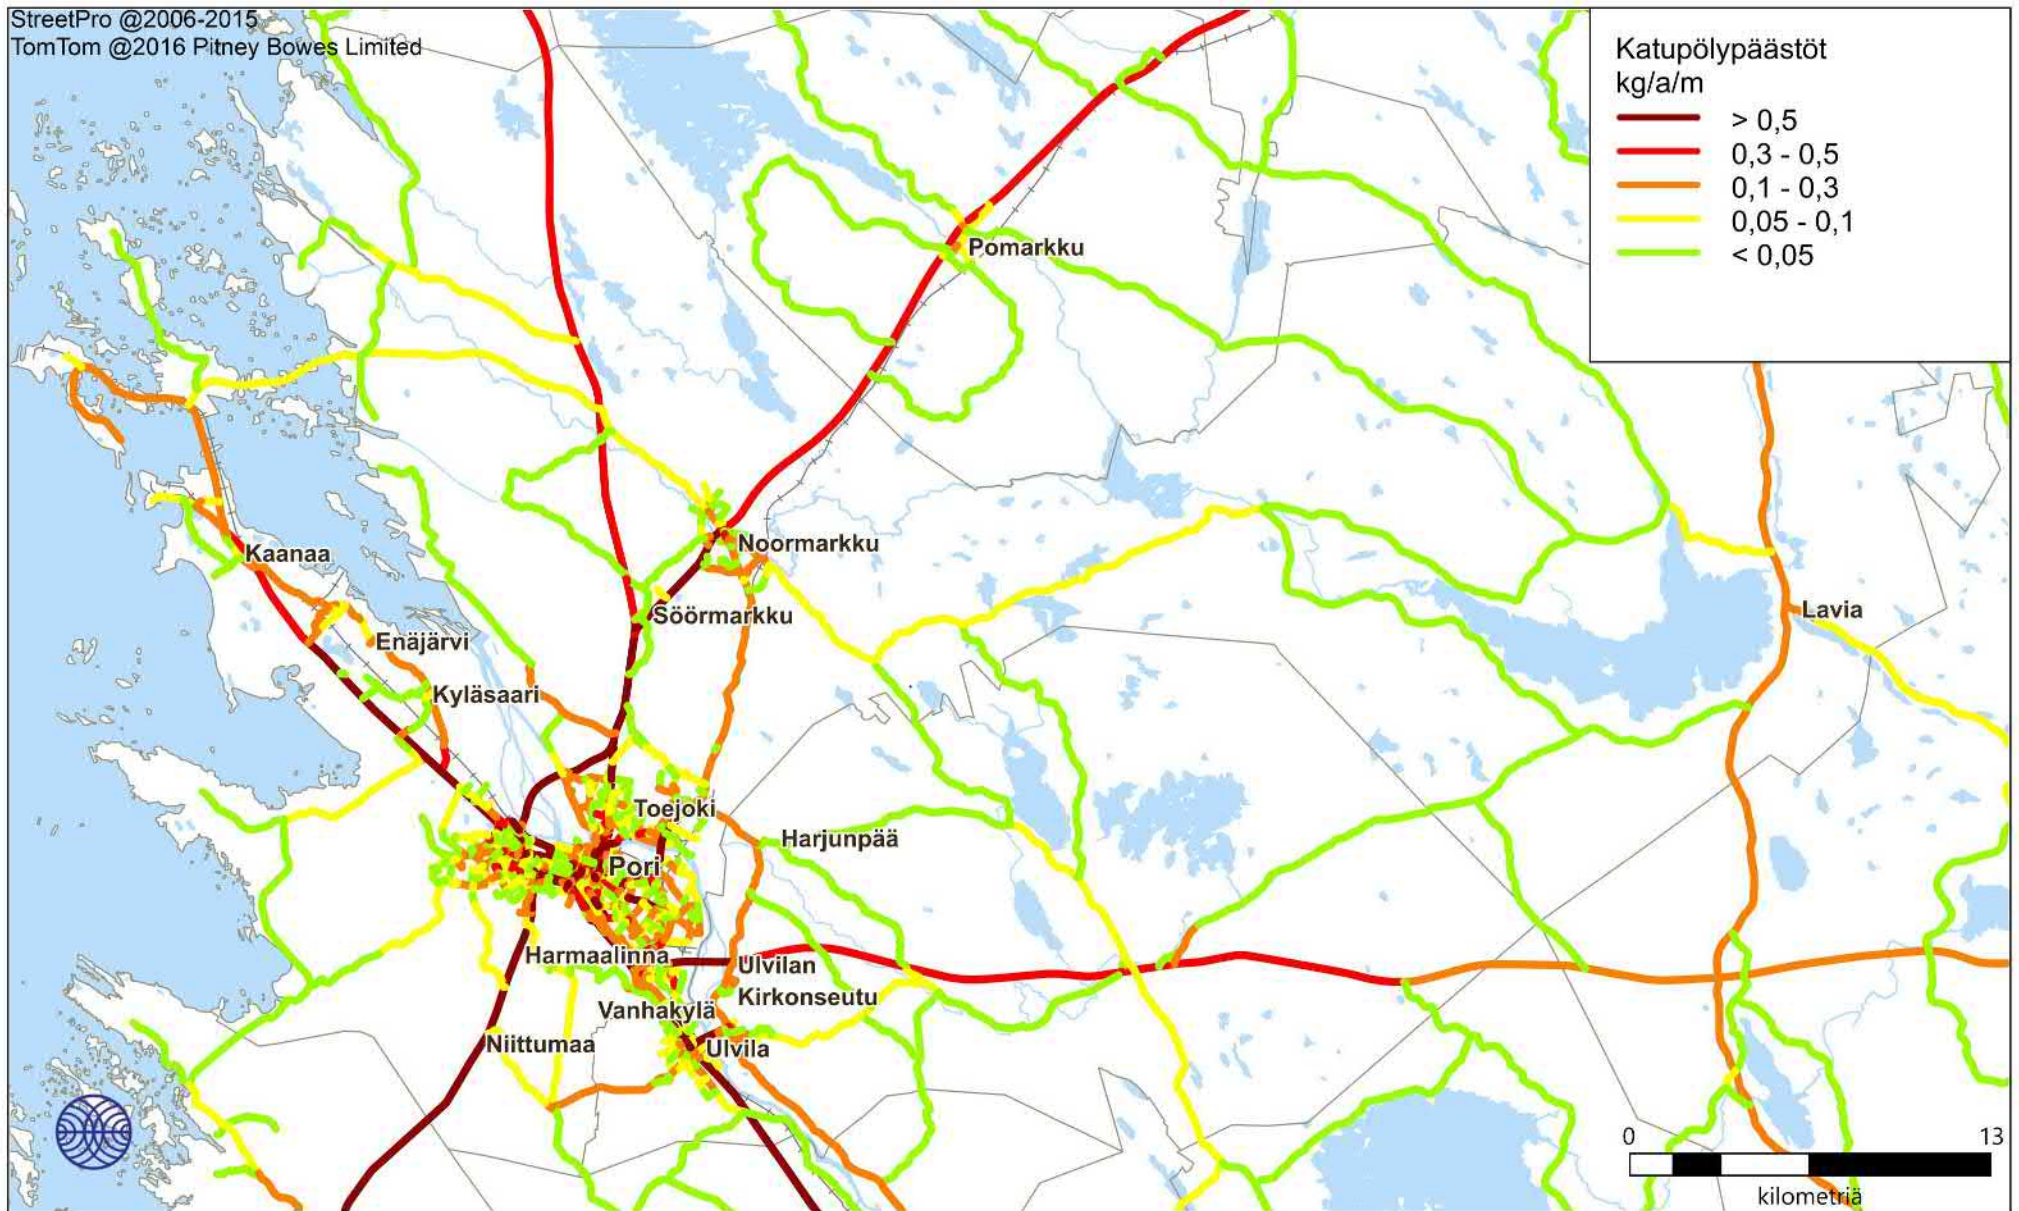 StreetPro @2006-2015
TomTom @2016 Pitney Bowes Limited
Katupölypäästöt
kg/a/m
> 0,5
0,3 - 0,5
0,1 - 0,3
0,05 - 0,1
< 0,05
Pomarkku
Noormarkku
Kaanaa
Söörmarkku
Lavia
Enäjärvi
Kyläsaari
Toejoki
Harjunpää
Pori
Harmaalinna
Ulvilan
Kirkonseutu
Vanhakylä
Niittumaa
Ulvila
0 13
kilometriä